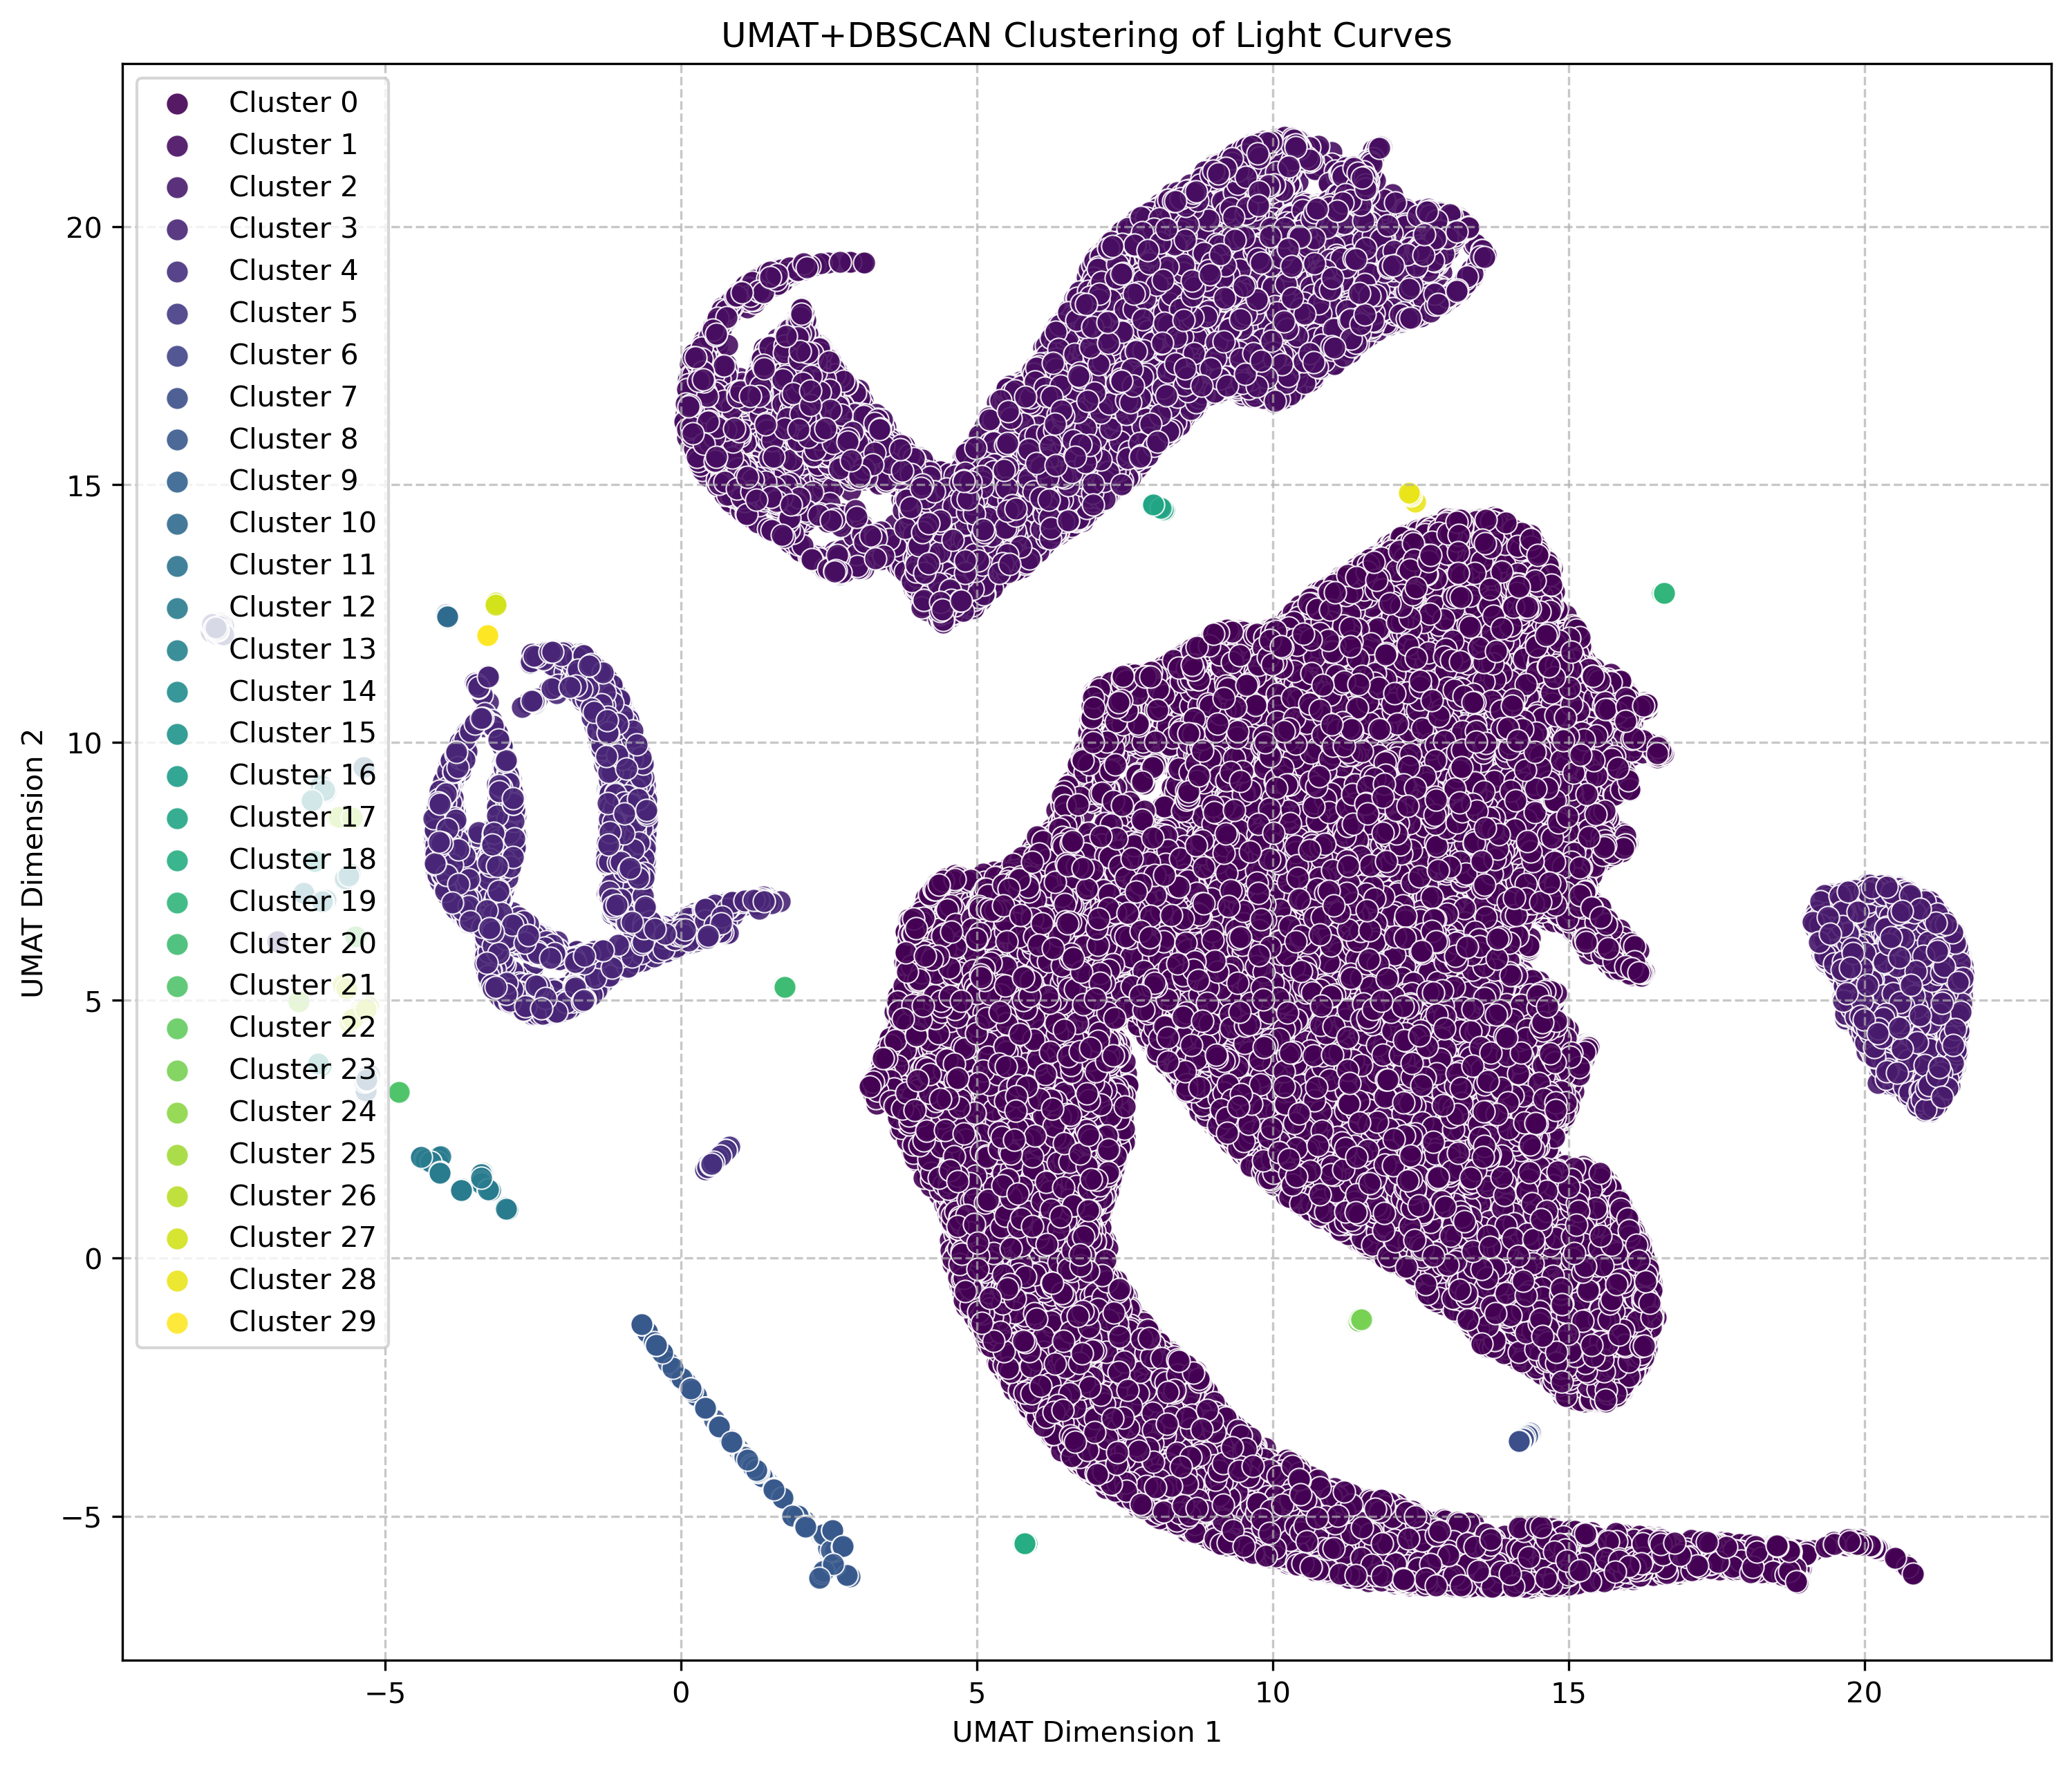 UMAT+DBSCAN Clustering of Light Curves
Cluster 0
Cluster 1
Cluster 2
Cluster 3
Cluster 4
Cluster 5
Cluster 6
Cluster 7
Cluster 8
Cluster 9
Cluster 10
Cluster 11
Cluster 12
Cluster 13
Cluster 14
Cluster 15
Cluster 16
Cluster 17
Cluster 18
Cluster 19
Cluster 20
Cluster 21
Cluster 22
Cluster 23
Cluster 24
Cluster 25
Cluster 26
Cluster 27
Cluster 28
Cluster 29
UMAT Dimension 2
20
15
10
5
0
−5
−5
0
5
10
15
20
UMAT Dimension 1